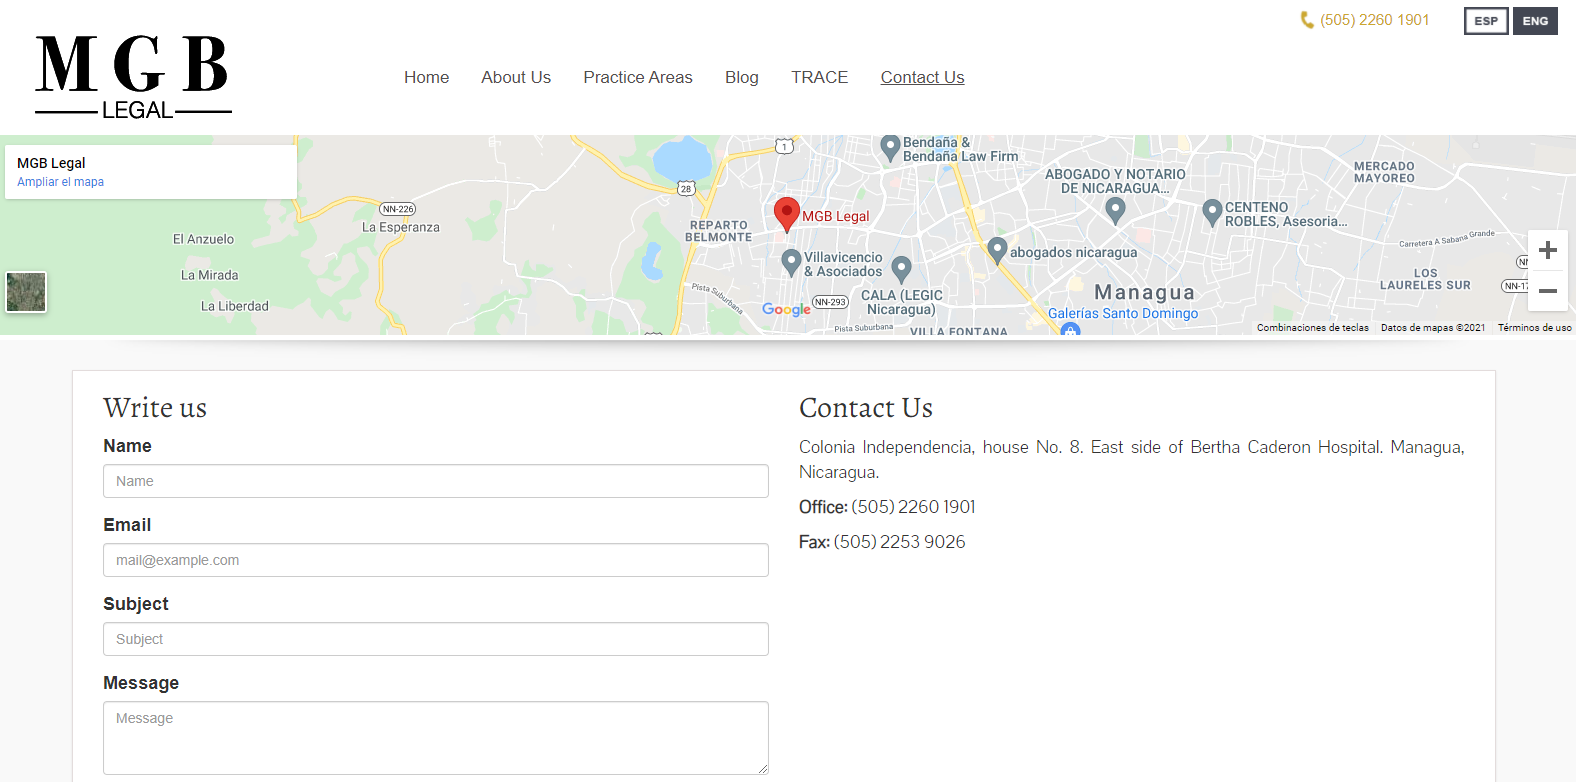 (505) 2260 1901
ESP
ENG
M G B
LEGAL
Home
About Us
Practice Areas
Blog
TRACE
Contact Us
MGB Legal
Ampliar el mapa
1
Bendaña &
Bendaña Law Firm
28
NN-226
La Esperanza
El Anzuelo
La Mirada
La Liberdad
REPARTO
BELMONTE
MGB Legal
ABOGADO Y NOTARIO
DE NICARAGUA...
MERCADO
MAYOREO
CENTENO
ROBLES, Asesoria...
Carretera A Sabana Grande
Villavicencio
& Asociados
abogados nicaragua
CALA (LEGIC
Nicaragua)
Managua
LOS
LAURELES SUR
NN-17
Pista Suburbana
Google
NN-293
Galerías Santo Domingo
Pista Suburbana
VILLA FONTANA
Combinaciones de teclas
Datos de mapas ©2021
Términos de uso
Write us
Name
Name
Email
mail@example.com
Subject
Subject
Message
Message
Contact Us
Colonia Independencia, house No. 8. East side of Bertha Caderon Hospital. Managua,
Nicaragua.
Office: (505) 2260 1901
Fax: (505) 2253 9026